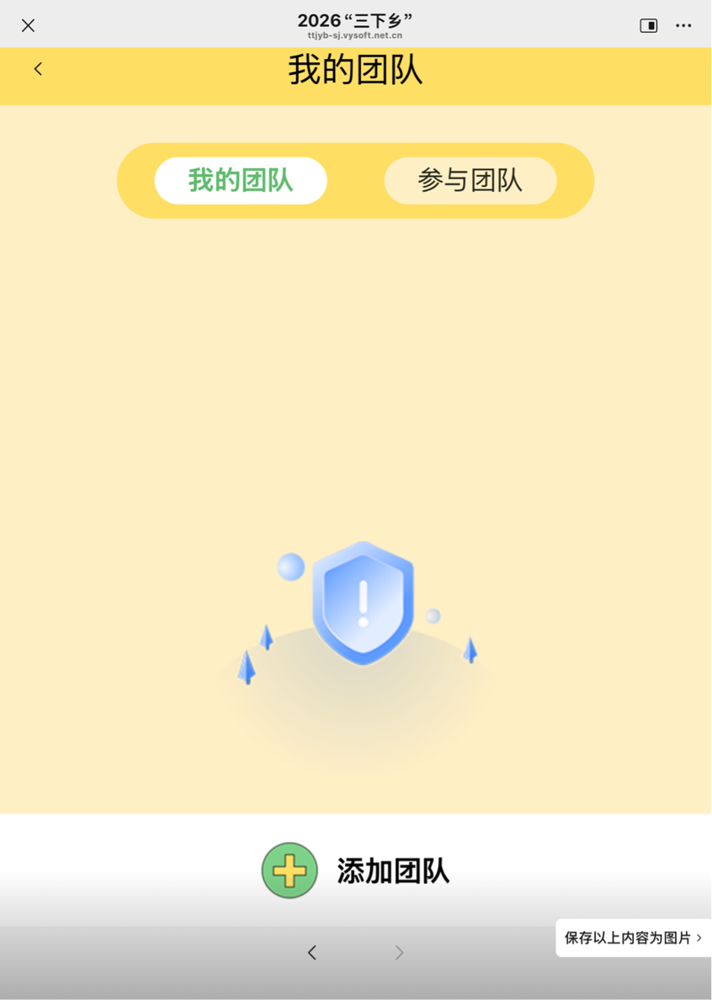 2026“三下乡”
ttjyb-sj.vysoft.net.cn
我的团队
我的团队
参与团队
添加团队
保存以上内容为图片